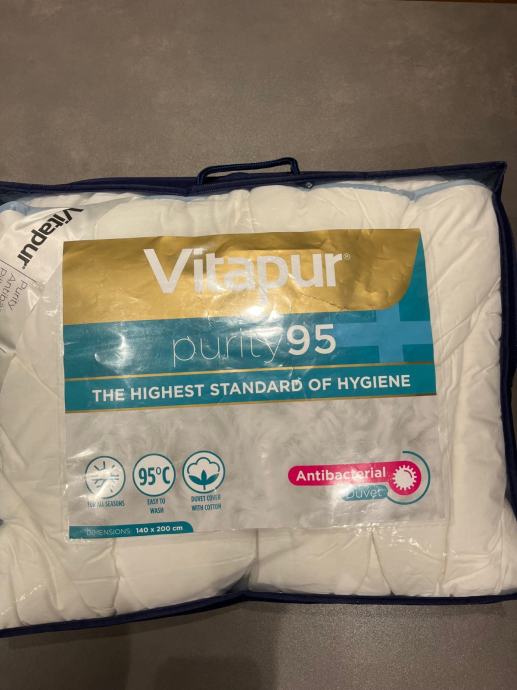 Vitapur®
purity95
THE HIGHEST STANDARD OF HYGIENE
FOR ALL SEASONS
95°C
EASY TO
WASH
DUVET COVER
WITH COTTON
Antibacterial
Duvet
DIMENSIONS: 140 x 200 cm
Vitapur
Purity